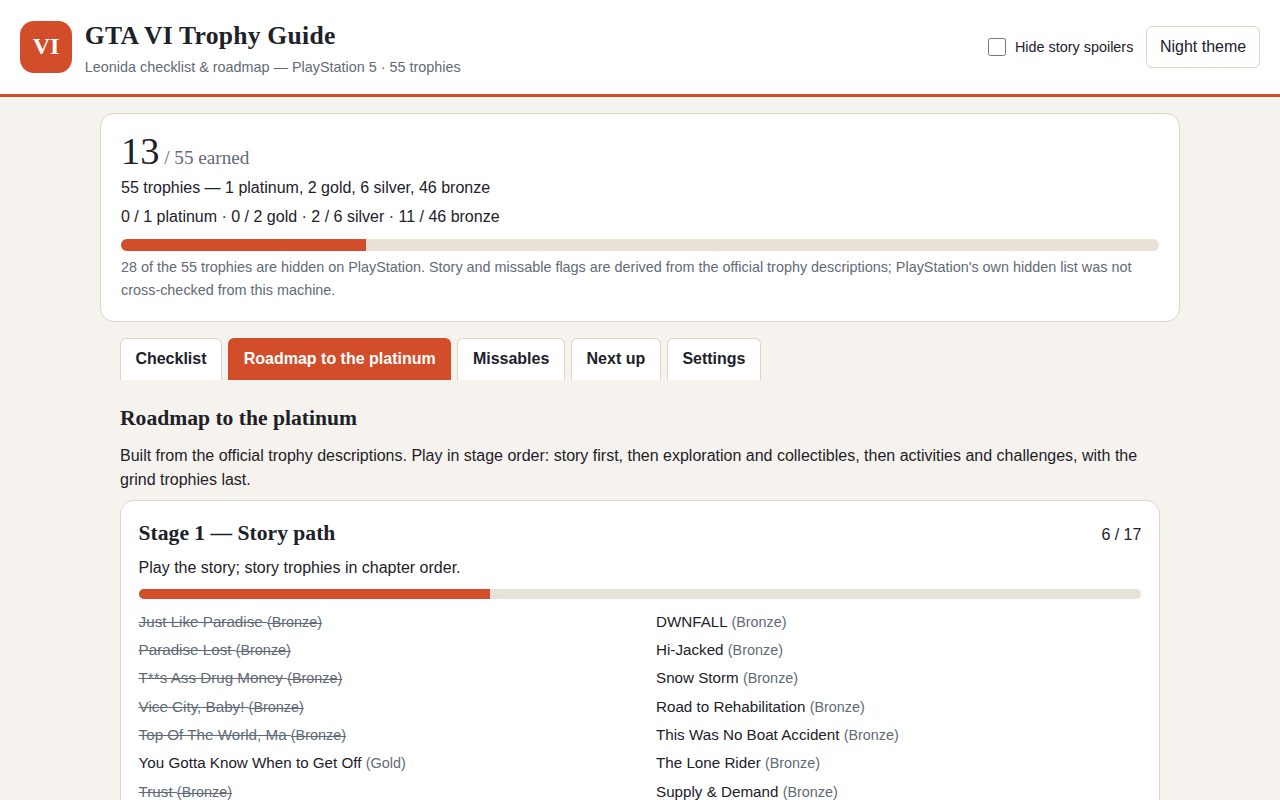 VI
GTA VI Trophy Guide
Leonida checklist & roadmap — PlayStation 5 · 55 trophies
Hide story spoilers
Night theme
13 / 55 earned
55 trophies — 1 platinum, 2 gold, 6 silver, 46 bronze
0 / 1 platinum · 0 / 2 gold · 2 / 6 silver · 11 / 46 bronze
28 of the 55 trophies are hidden on PlayStation. Story and missable flags are derived from the official trophy descriptions; PlayStation's own hidden list was not
cross-checked from this machine.
Checklist
Roadmap to the platinum
Missables
Next up
Settings
Roadmap to the platinum
Built from the official trophy descriptions. Play in stage order: story first, then exploration and collectibles, then activities and challenges, with the
grind trophies last.
Stage 1 — Story path
6 / 17
Play the story; story trophies in chapter order.
Just Like Paradise (Bronze)
Paradise Lost (Bronze)
T**s Ass Drug Money (Bronze)
Vice City, Baby! (Bronze)
Top Of The World, Ma (Bronze)
You Gotta Know When to Get Off (Gold)
Trust (Bronze)
DWNFALL (Bronze)
Hi-Jacked (Bronze)
Snow Storm (Bronze)
Road to Rehabilitation (Bronze)
This Was No Boat Accident (Bronze)
The Lone Rider (Bronze)
Supply & Demand (Bronze)